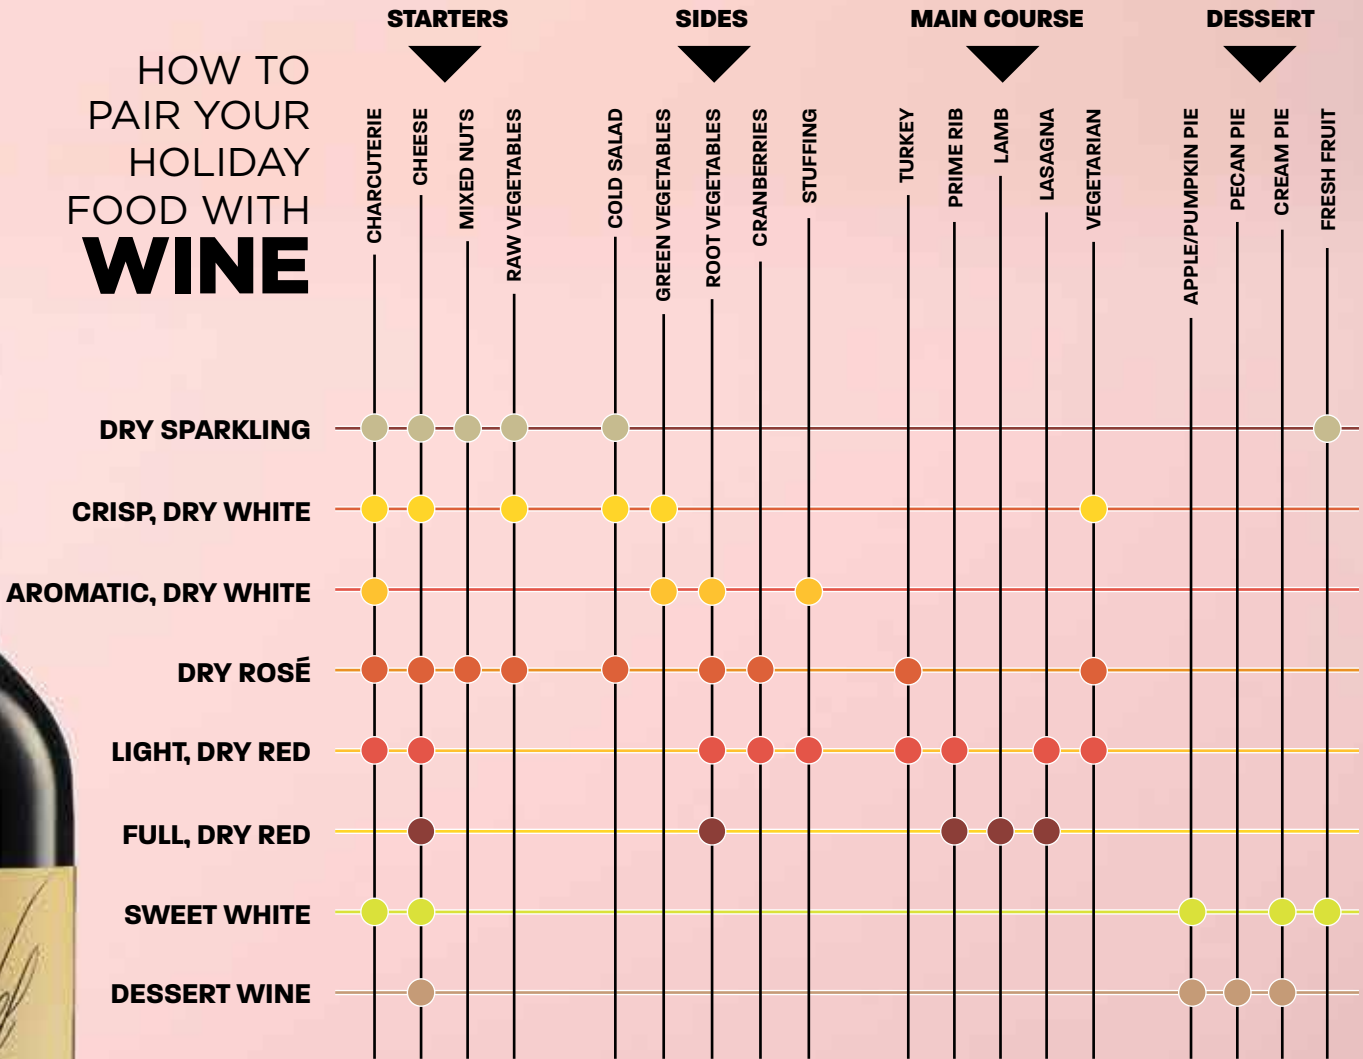 STARTERS
SIDES
MAIN COURSE
DESSERT
HOW TO
PAIR YOUR
HOLIDAY
FOOD WITH
WINE
CHARCUTERIE
CHEESE
MIXED NUTS
RAW VEGETABLES
COLD SALAD
GREEN VEGETABLES
ROOT VEGETABLES
CRANBERRIES
STUFFING
TURKEY
PRIME RIB
LAMB
LASAGNA
VEGETARIAN
APPLE/PUMPKIN PIE
PECAN PIE
CREAM PIE
FRESH FRUIT
DRY SPARKLING
CRISP, DRY WHITE
AROMATIC, DRY WHITE
DRY ROSÉ
LIGHT, DRY RED
FULL, DRY RED
SWEET WHITE
DESSERT WINE